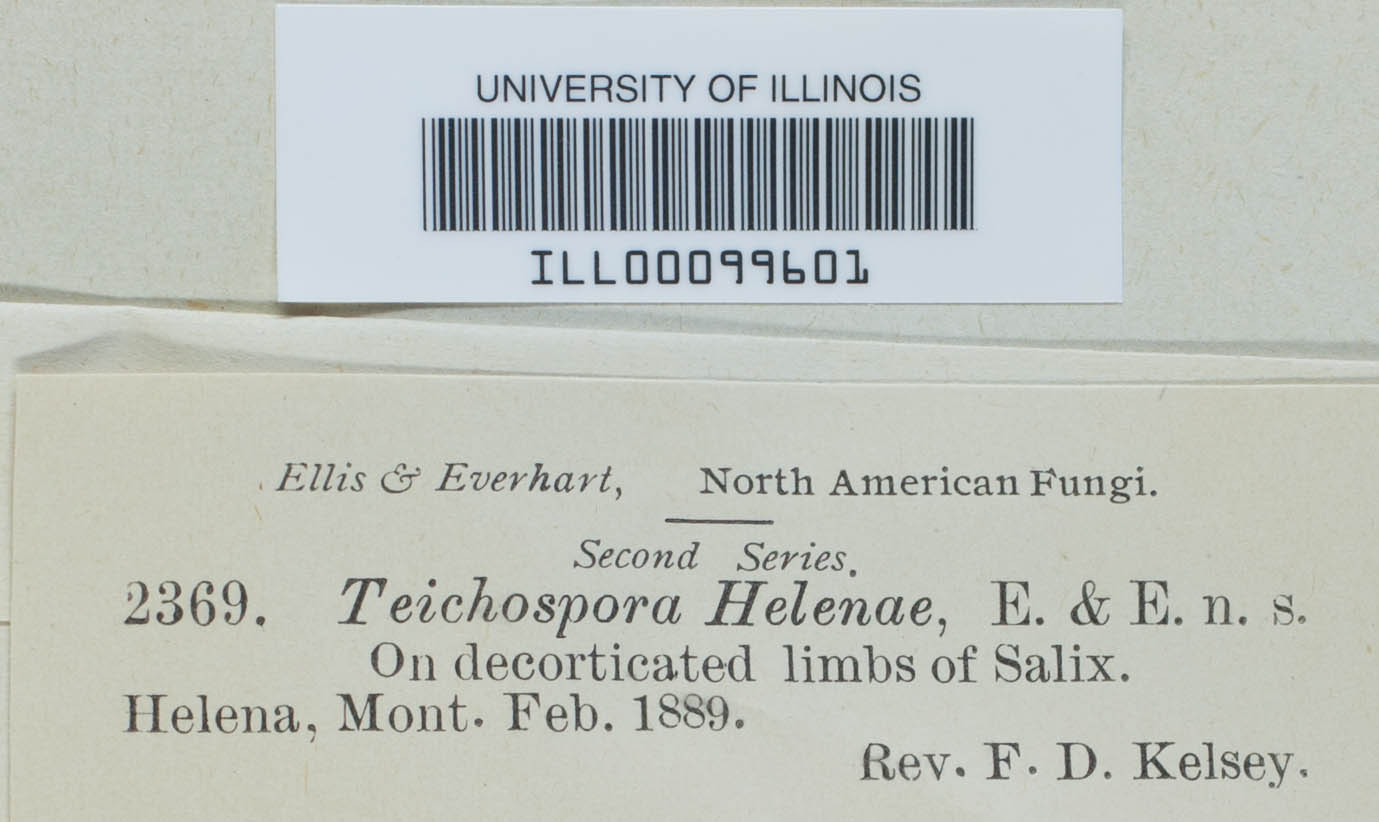 UNIVERSITY OF ILLINOIS
ILL00099601
Ellis & Everhart, North American Fungi.
Second Series.
2369. Teichospora Helenae, E. & E. n. s.
On decorticated limbs of Salix.
Helena, Mont. Feb. 1889.
Rev. F. D. Kelsey.